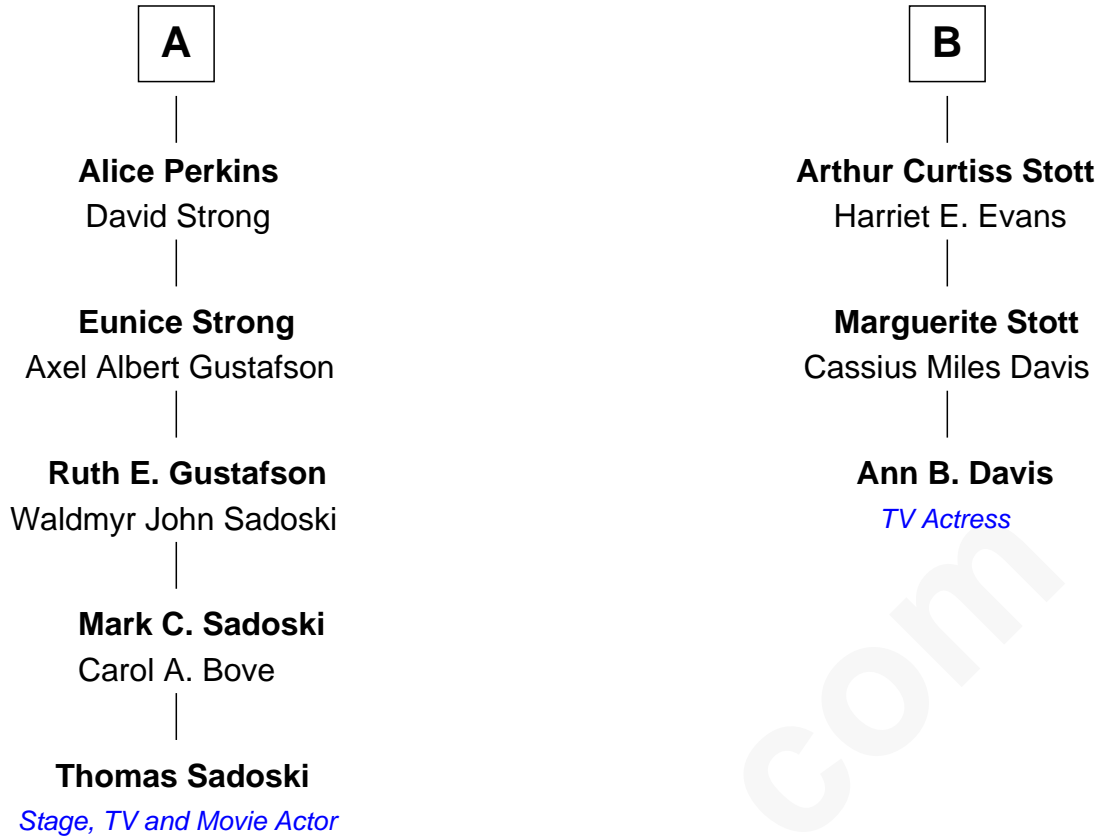 A
Alice Perkins
David Strong
Eunice Strong
Axel Albert Gustafson
Ruth E. Gustafson
Waldmyr John Sadoski
Mark C. Sadoski
Carol A. Bove
Thomas Sadoski
Stage, TV and Movie Actor
B
Arthur Curtiss Stott
Harriet E. Evans
Marguerite Stott
Cassius Miles Davis
Ann B. Davis
TV Actress
com